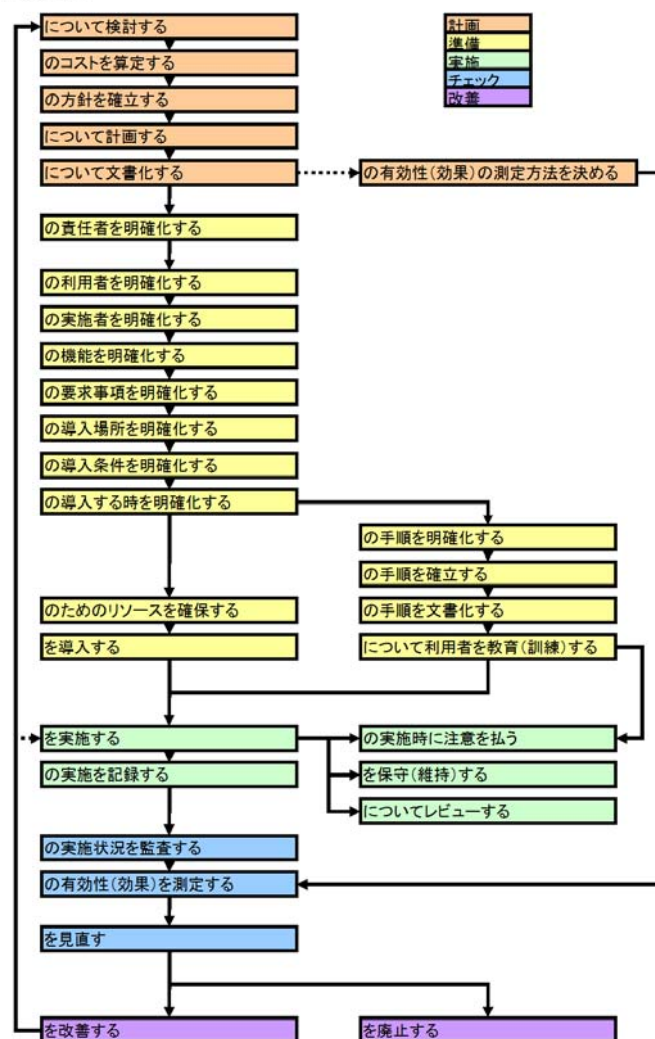 について検討する
のコストを算定する
の方針を確立する
について計画する
について文書化する
の有効性(効果)の測定方法を決める
計画
準備
実施
チェック
改善
の責任者を明確化する
の利用者を明確化する
の実施者を明確化する
の機能を明確化する
の要求事項を明確化する
の導入場所を明確化する
の導入条件を明確化する
の導入する時を明確化する
の手順を明確化する
の手順を確立する
のためのリソースを確保する
の手順を文書化する
を導入する
について利用者を教育(訓練)する
を実施する
の実施時に注意を払う
の実施を記録する
を保守(維持)する
についてレビューする
の実施状況を監査する
の有効性(効果)を測定する
を見直す
を改善する
を廃止する